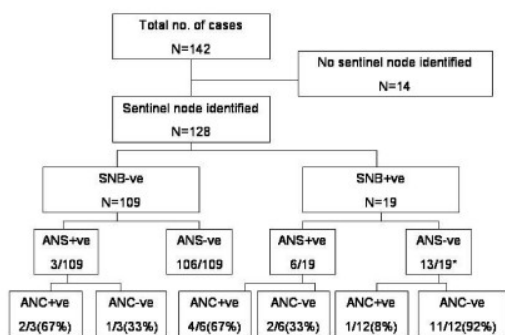 Total no. of cases
N=142
No sentinel node identified
N=14
Sentinel node identified
N=128
SNB-ve
N=109
SNB+ve
N=19
ANS+ve
3/109
ANS-ve
106/109
ANS+ve
6/19
ANS-ve
13/19*
ANC+ve
2/3(67%)
ANC-ve
1/3(33%)
ANC+ve
4/6(67%)
ANC-ve
2/6(33%)
ANC+ve
1/12(8%)
ANC-ve
11/12(92%)